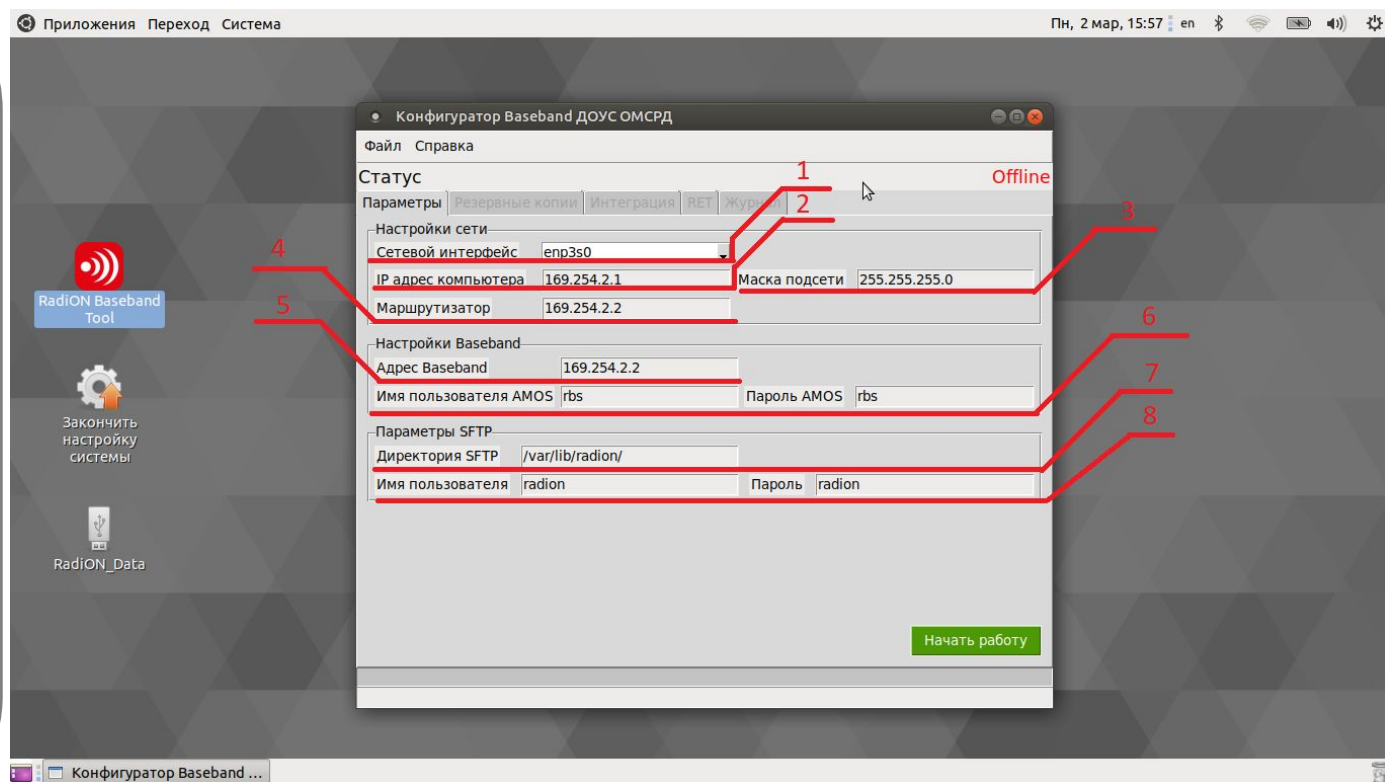 Приложения Переход Система Пн, 2 мар, 15:57 en
Конфигуратор Baseband ДОУС ОМСРД
Файл Справка
Статус 1 Offline
Параметры Резервные копии Интеграция RET Журнал 2
3
Настройки сети
4 Сетевой интерфейс enp3s0
IP адрес компьютера 169.254.2.1 Маска подсети 255.255.255.0
RadiON Baseband
Tool
5 Маршрутизатор 169.254.2.2
6
Настройки Baseband
Адрес Baseband 169.254.2.2
7
Имя пользователя AMOS rbs Пароль AMOS rbs
8
Закончить
настройку
системы
Параметры SFTP
Директория SFTP /var/lib/radion/
Имя пользователя radion Пароль radion
RadiON_Data
Начать работу
Конфигуратор Baseband ...